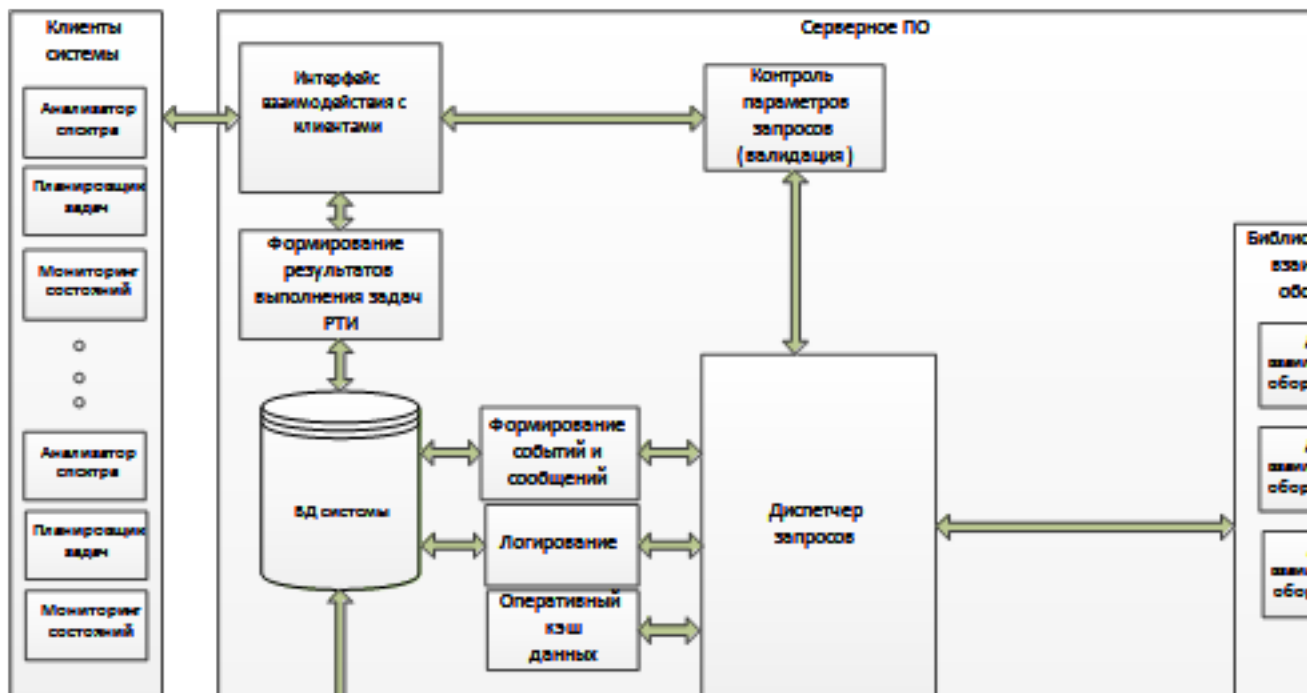 Клиенты
системы
Анализатор
спектра
Планировщик
задач
Мониторинг
состояний
Анализатор
спектра
Планировщик
задач
Мониторинг
состояний
Серверное ПО
Интерфейс
взаимодействия с
клиентами
Контроль
параметров
запросов
(валидация)
Формирование
результатов
выполнения задач
РТИ
БД системы
Формирование
событий и
сообщений
Логирование
Оперативный
кэш
данных
Диспетчер
запросов